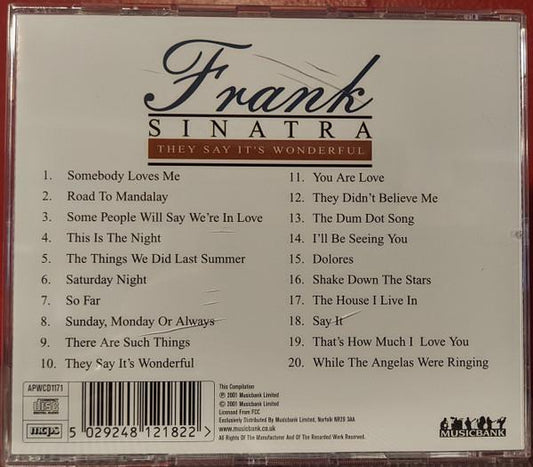 Frank
SINATRA
THEY SAY IT'S WONDERFUL
1. Somebody Loves Me
2. Road To Mandalay
3. Some People Will Say We're In Love
4. This Is The Night
5. The Things We Did Last Summer
6. Saturday Night
7. So Far
8. Sunday, Monday Or Always
9. There Are Such Things
10. They Say It's Wonderful
11. You Are Love
12. They Didn't Believe Me
13. The Dum Dot Song
14. I'll Be Seeing You
15. Dolores
16. Shake Down The Stars
17. The House I Live In
18. Say It
19. That's How Much I Love You
20. While The Angelas Were Ringing
APWCD1171
COMPACT
disc
DIGITAL AUDIO
mcps
5 029248 121822
This Compilation
℗ 2001 Musicbank Limited
© 2001 Musicbank Limited
Licensed From FCC
Exclusively Distributed By Musicbank Limited, Norfolk NR26 3AA
www.musicbank.co.uk
All Rights Of The Manufacturer And Of The Recorded Work Reserved.
MUSICBANK